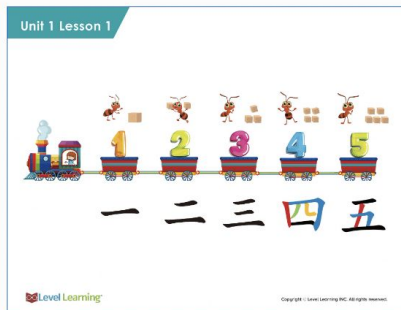 Unit 1 Lesson 1
1 2 3 4 5
一 二 三 四 五
Level Learning
Copyright © Level Learning INC. All rights reserved.